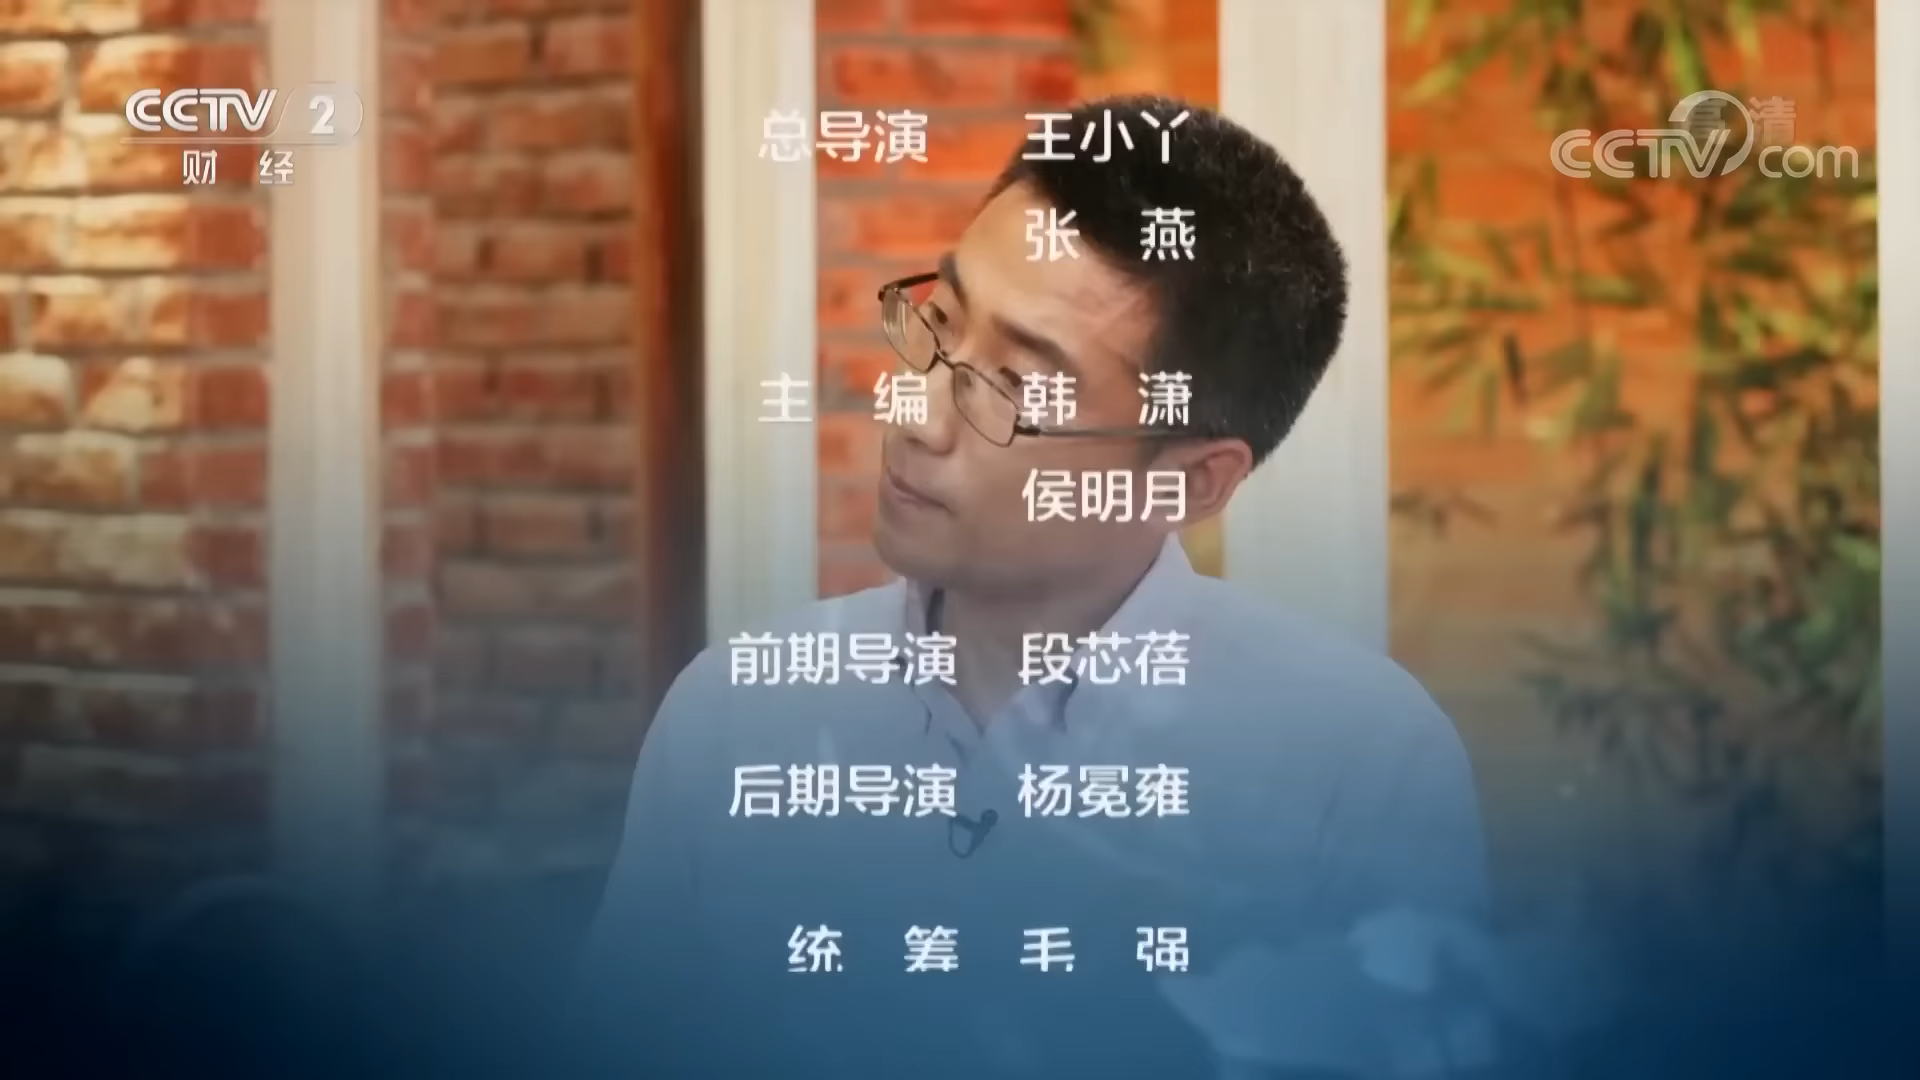 CCTV 2
财 经
高清
CCTV com
总导演 王小丫
张 燕
主 编 韩 潇
侯明月
前期导演 段芯蓓
后期导演 杨冕雍
统 筹 毛 强